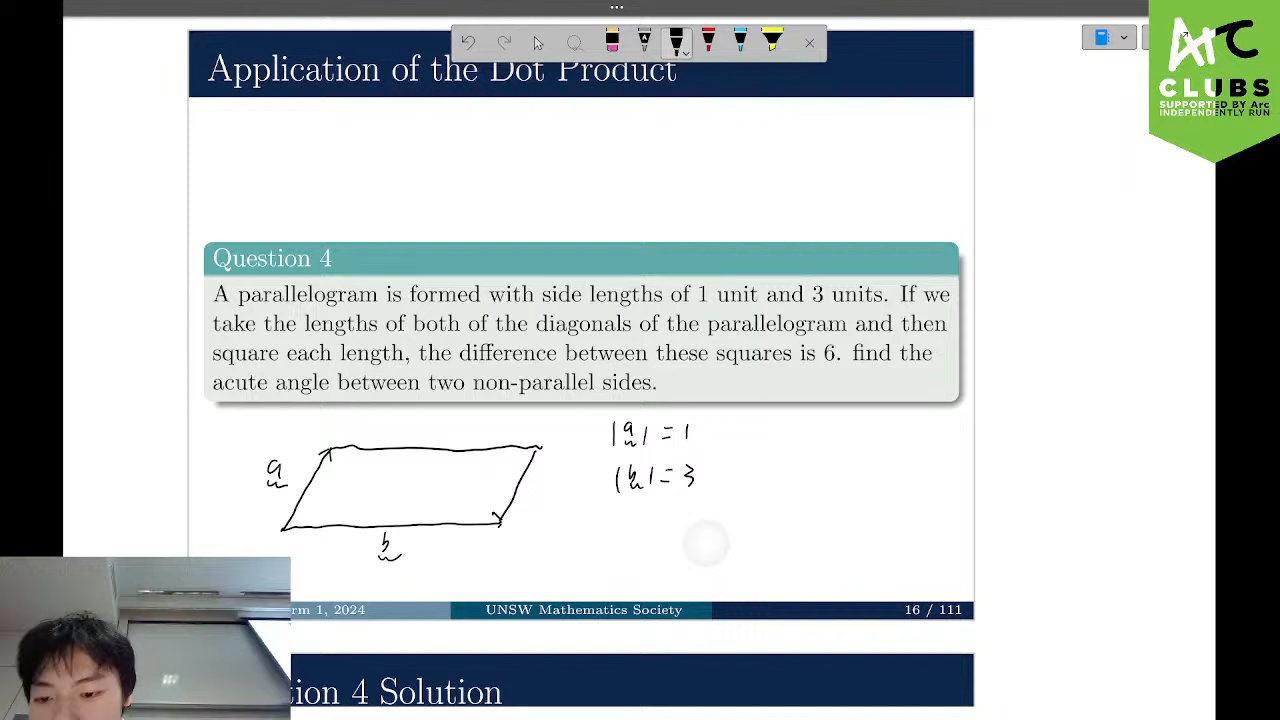 Application of the Dot Product
ARC
CLUBS
SUPPORTED BY Arc
INDEPENDENTLY RUN
Question 4
A parallelogram is formed with side lengths of 1 unit and 3 units. If we
take the lengths of both of the diagonals of the parallelogram and then
square each length, the difference between these squares is 6. find the
acute angle between two non-parallel sides.
|a| = 1
|b| = 3
a
b
rm 1, 2024
UNSW Mathematics Society
16 / 111
tion 4 Solution